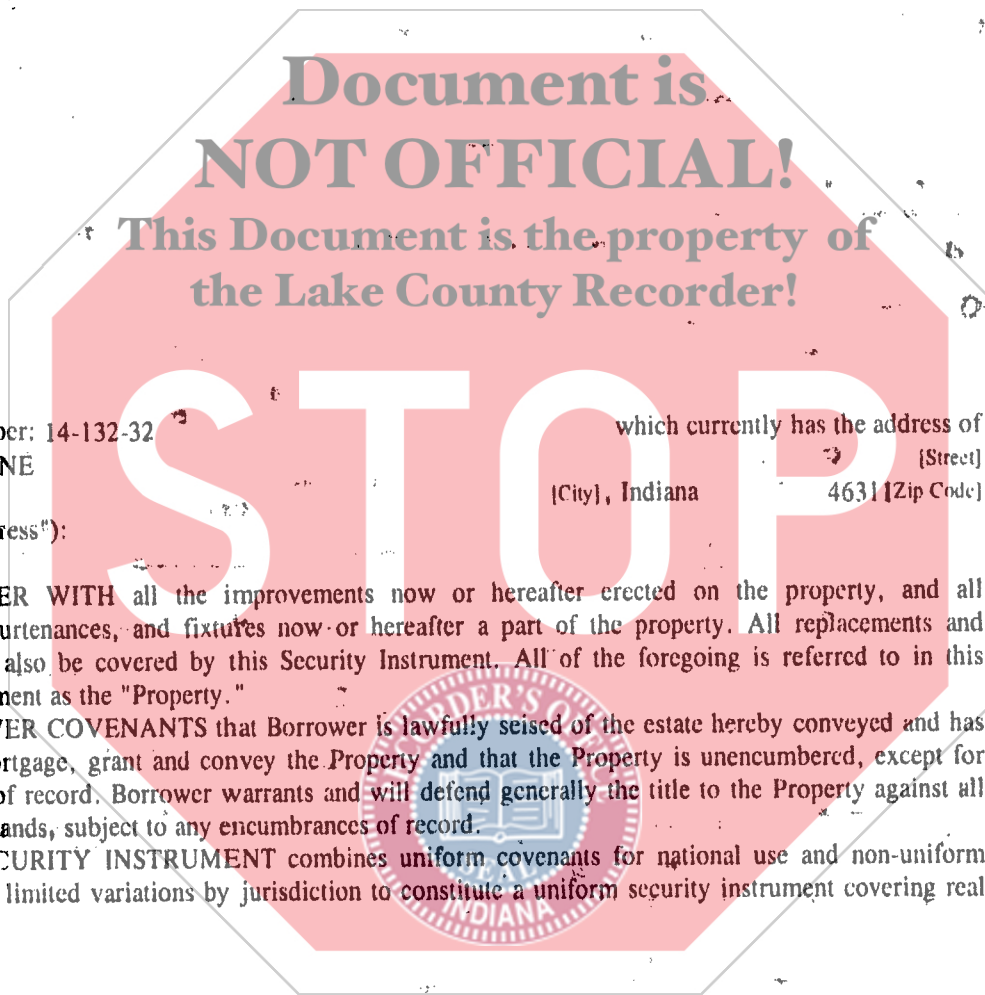 Document is
NOT OFFICIAL!
This Document is the property of
the Lake County Recorder!
STOP
ber: 14-132-32 which currently has the address of
NE [Street]
[City], Indiana 46311[Zip Code]
ress"):
ER WITH all the improvements now or hereafter erected on the property, and all
urtenances, and fixtures now or hereafter a part of the property. All replacements and
also be covered by this Security Instrument. All of the foregoing is referred to in this
ment as the "Property."
VER COVENANTS that Borrower is lawfully seised of the estate hereby conveyed and has
rtgage, grant and convey the Property and that the Property is unencumbered, except for
of record. Borrower warrants and will defend generally the title to the Property against all
ands, subject to any encumbrances of record.
CURITY INSTRUMENT combines uniform covenants for national use and non-uniform
limited variations by jurisdiction to constitute a uniform security instrument covering real
RECORDER'S OFFICE
SEAL
INDIANA